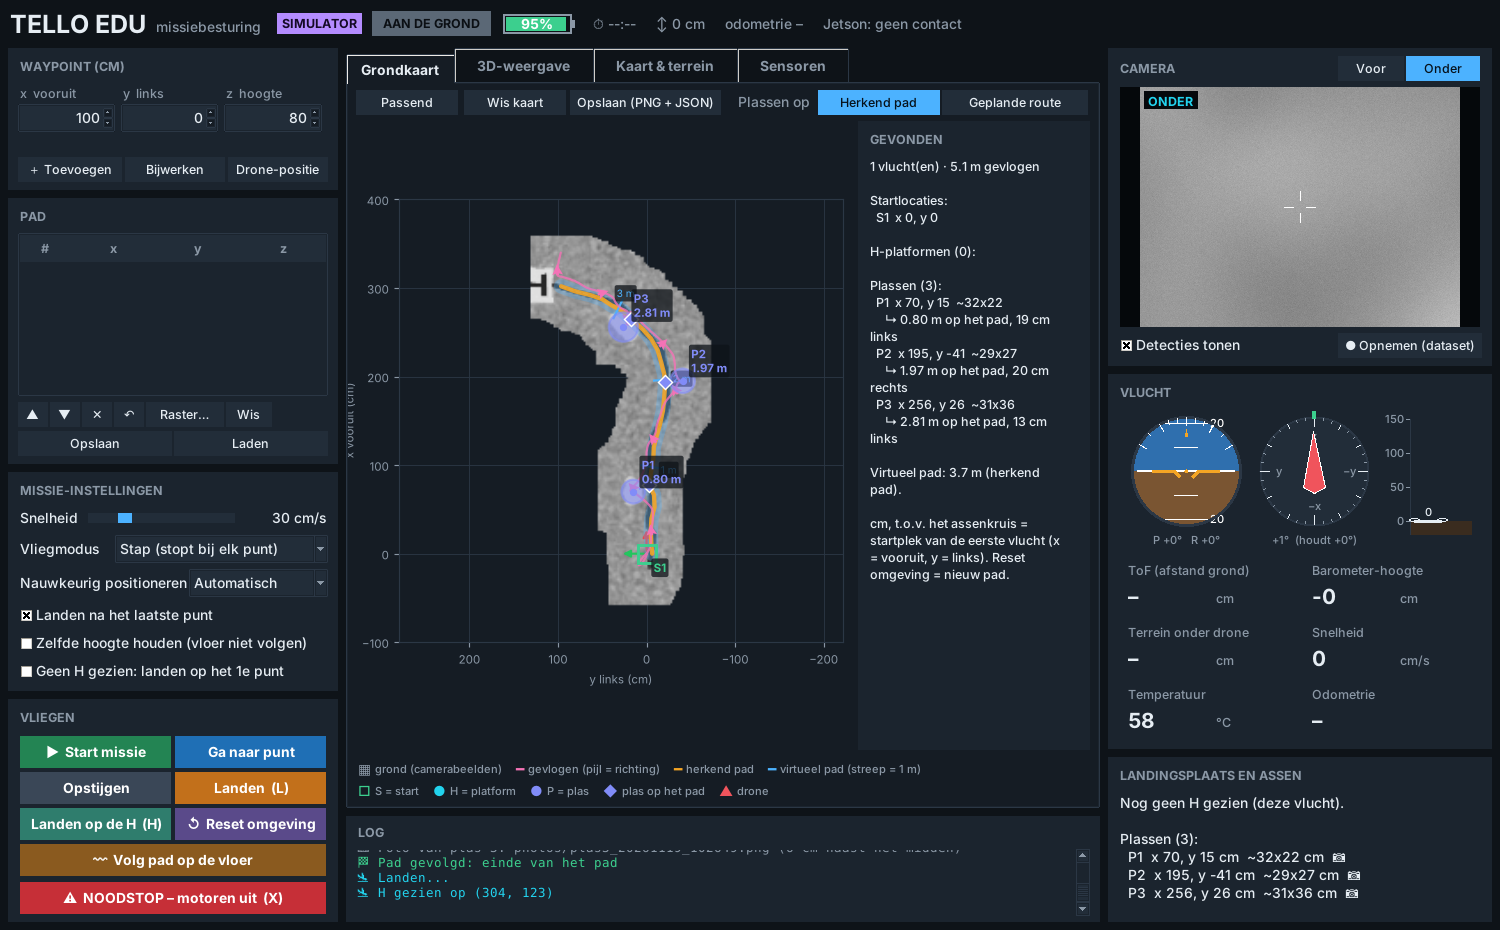 TELLO EDU missiebesturing SIMULATOR AAN DE GROND 95% --:-- 0 cm odometrie – Jetson: geen contact
WAYPOINT (CM)
x vooruit y links z hoogte
100 0 80
+ Toevoegen Bijwerken Drone-positie
PAD
# x y z
▲ ▼ ✕ ↶ Raster... Wis
Opslaan Laden
MISSIE-INSTELLINGEN
Snelheid 30 cm/s
Vliegmodus Stap (stopt bij elk punt)
Nauwkeurig positioneren Automatisch
Landen na het laatste punt
Zelfde hoogte houden (vloer niet volgen)
Geen H gezien: landen op het 1e punt
VLIEGEN
▶ Start missie Ga naar punt
Opstijgen Landen (L)
Landen op de H (H) Reset omgeving
Volg pad op de vloer
⚠ NOODSTOP – motoren uit (X)
Grondkaart 3D-weergave Kaart & terrein Sensoren
Passend Wis kaart Opslaan (PNG + JSON) Plassen op Herkend pad Geplande route
400
300
200
100
0
−100
200 100 0 −100 −200
x vooruit (cm)
y links (cm)
H
P3
2.81 m
P2
1.97 m
P1
0.80 m
S1
GEVONDEN
1 vlucht(en) · 5.1 m gevlogen
Startlocaties:
S1 x 0, y 0
H-platformen (0):
Plassen (3):
P1 x 70, y 15 ~32x22
↳ 0.80 m op het pad, 19 cm
links
P2 x 195, y -41 ~29x27
↳ 1.97 m op het pad, 20 cm
rechts
P3 x 256, y 26 ~31x36
↳ 2.81 m op het pad, 13 cm
links
Virtueel pad: 3.7 m (herkend
pad).
cm, t.o.v. het assenkruis =
startplek van de eerste vlucht (x
= vooruit, y = links). Reset
omgeving = nieuw pad.
grond (camerabeelden) gevlogen (pijl = richting) herkend pad virtueel pad (streep = 1 m)
S = start H = platform P = plas plas op het pad drone
LOG
Pad gevolgd: einde van het pad
Landen...
H gezien op (304, 123)
CAMERA Voor Onder
ONDER
Detecties tonen Opnemen (dataset)
VLUCHT
20
20
P +0° R +0°
y −y
−x
+1° (houdt +0°)
150
100
50
0
0
ToF (afstand grond) Barometer-hoogte
– cm -0 cm
Terrein onder drone Snelheid
– cm 0 cm/s
Temperatuur Odometrie
58 °C –
LANDINGSPLAATS EN ASSEN
Nog geen H gezien (deze vlucht).
Plassen (3):
P1 x 70, y 15 cm ~32x22 cm
P2 x 195, y -41 cm ~29x27 cm
P3 x 256, y 26 cm ~31x36 cm